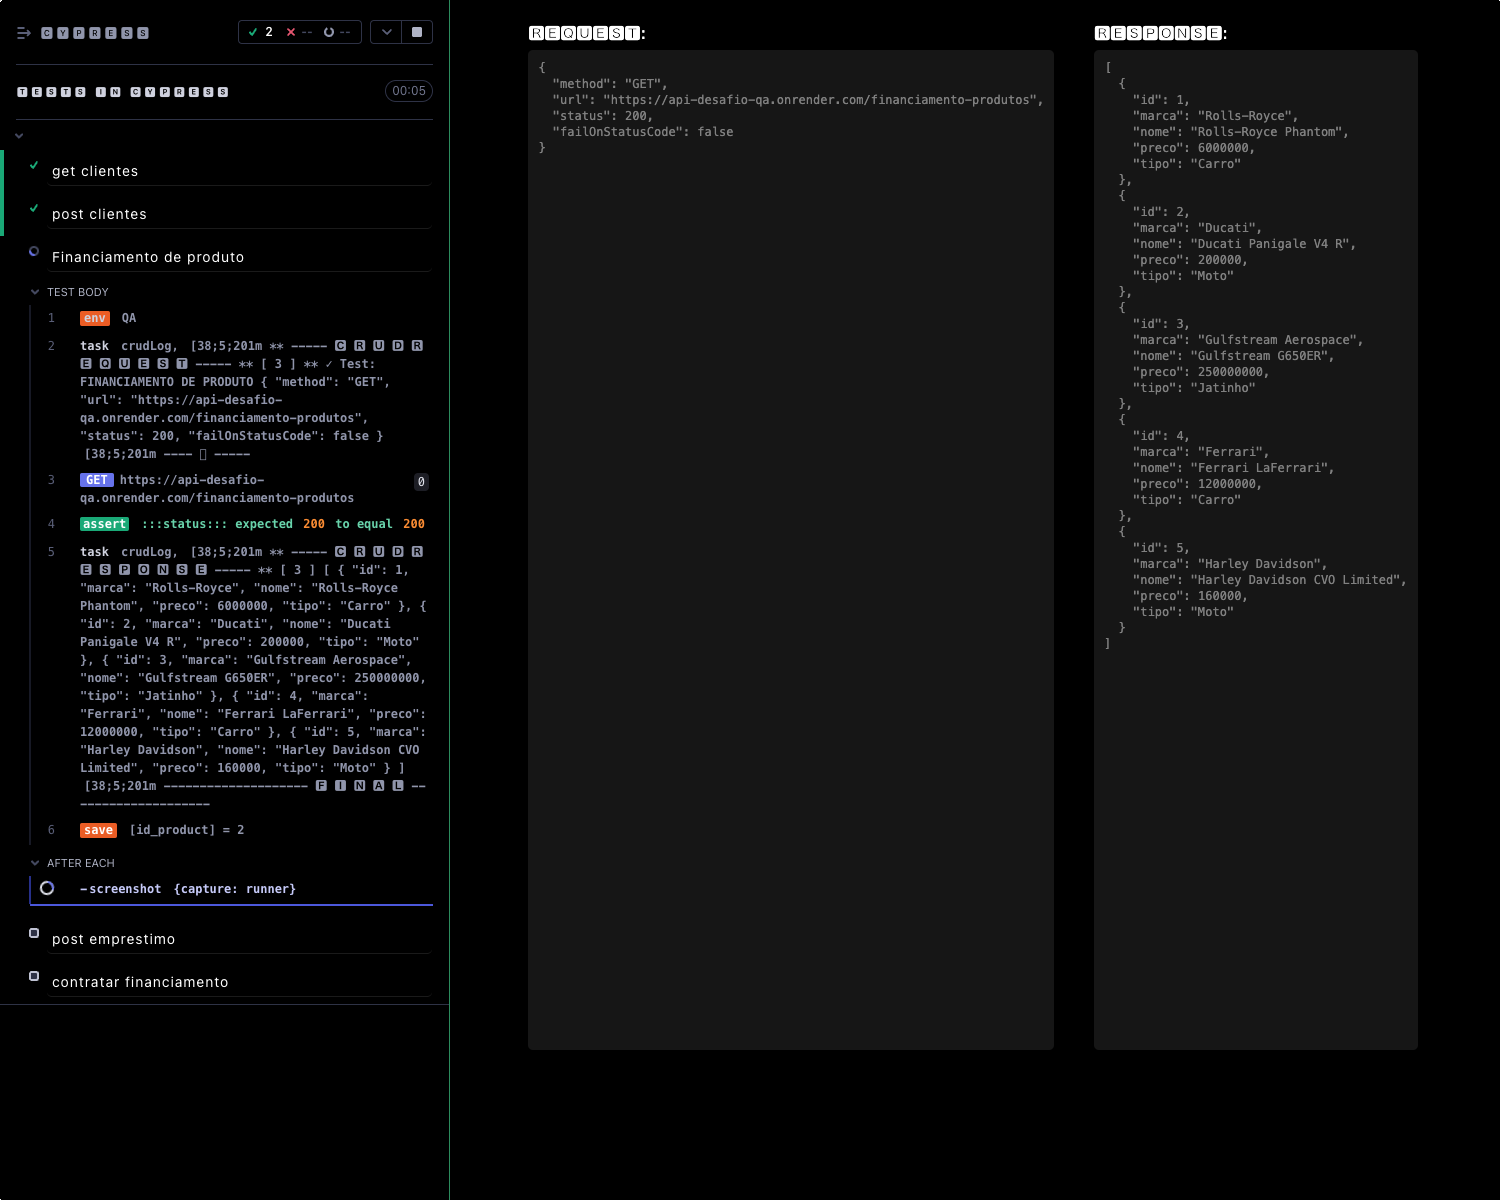 CYPRESS
2 -- --
TESTS IN CYPRESS 00:05
get clientes
post clientes
Financiamento de produto
TEST BODY
1 env QA
2 task crudLog, [38;5;201m ** ----- C R U D R
E Q U E S T ----- ** [ 3 ] ** ✓ Test:
FINANCIAMENTO DE PRODUTO { "method": "GET",
"url": "https://api-desafio-
qa.onrender.com/financiamento-produtos",
"status": 200, "failOnStatusCode": false }
[38;5;201m ---- ▯ -----
3 GET https://api-desafio- 0
qa.onrender.com/financiamento-produtos
4 assert :::status::: expected 200 to equal 200
5 task crudLog, [38;5;201m ** ----- C R U D R
E S P O N S E ----- ** [ 3 ] [ { "id": 1,
"marca": "Rolls-Royce", "nome": "Rolls-Royce
Phantom", "preco": 6000000, "tipo": "Carro" }, {
"id": 2, "marca": "Ducati", "nome": "Ducati
Panigale V4 R", "preco": 200000, "tipo": "Moto"
}, { "id": 3, "marca": "Gulfstream Aerospace",
"nome": "Gulfstream G650ER", "preco": 250000000,
"tipo": "Jatinho" }, { "id": 4, "marca":
"Ferrari", "nome": "Ferrari LaFerrari", "preco":
12000000, "tipo": "Carro" }, { "id": 5, "marca":
"Harley Davidson", "nome": "Harley Davidson CVO
Limited", "preco": 160000, "tipo": "Moto" } ]
[38;5;201m -------------------- F I N A L --
------------------
6 save [id_product] = 2
AFTER EACH
-screenshot {capture: runner}
post emprestimo
contratar financiamento
REQUEST:
{
"method": "GET",
"url": "https://api-desafio-qa.onrender.com/financiamento-produtos",
"status": 200,
"failOnStatusCode": false
}
RESPONSE:
[
{
"id": 1,
"marca": "Rolls-Royce",
"nome": "Rolls-Royce Phantom",
"preco": 6000000,
"tipo": "Carro"
},
{
"id": 2,
"marca": "Ducati",
"nome": "Ducati Panigale V4 R",
"preco": 200000,
"tipo": "Moto"
},
{
"id": 3,
"marca": "Gulfstream Aerospace",
"nome": "Gulfstream G650ER",
"preco": 250000000,
"tipo": "Jatinho"
},
{
"id": 4,
"marca": "Ferrari",
"nome": "Ferrari LaFerrari",
"preco": 12000000,
"tipo": "Carro"
},
{
"id": 5,
"marca": "Harley Davidson",
"nome": "Harley Davidson CVO Limited",
"preco": 160000,
"tipo": "Moto"
}
]